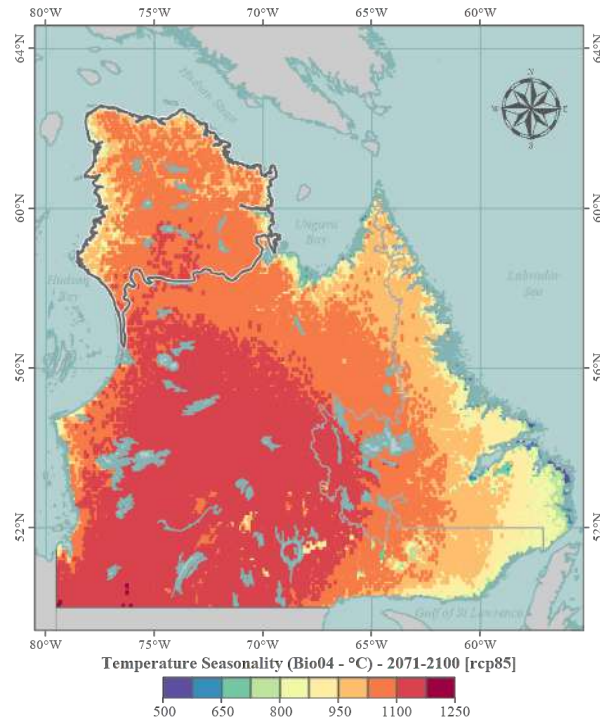 80°W 75°W 70°W 65°W 60°W
64°N 64°N
Hudson Strait
N
W E
S
60°N 60°N
Ungava
Bay
Hudson
Bay
Labrador
Sea
56°N 56°N
52°N 52°N
Gulf of St Lawrence
80°W 75°W 70°W 65°W 60°W
Temperature Seasonality (Bio04 - °C) - 2071-2100 [rcp85]
500 650 800 950 1100 1250